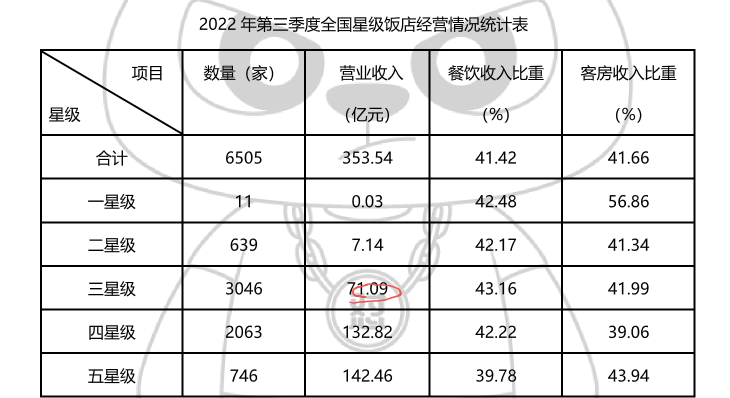 2022 年第三季度全国星级饭店经营情况统计表
项目 星级 数量（家） 营业收入（亿元） 餐饮收入比重（%） 客房收入比重（%）
合计 6505 353.54 41.42 41.66
一星级 11 0.03 42.48 56.86
二星级 639 7.14 42.17 41.34
三星级 3046 71.09 43.16 41.99
四星级 2063 132.82 42.22 39.06
五星级 746 142.46 39.78 43.94